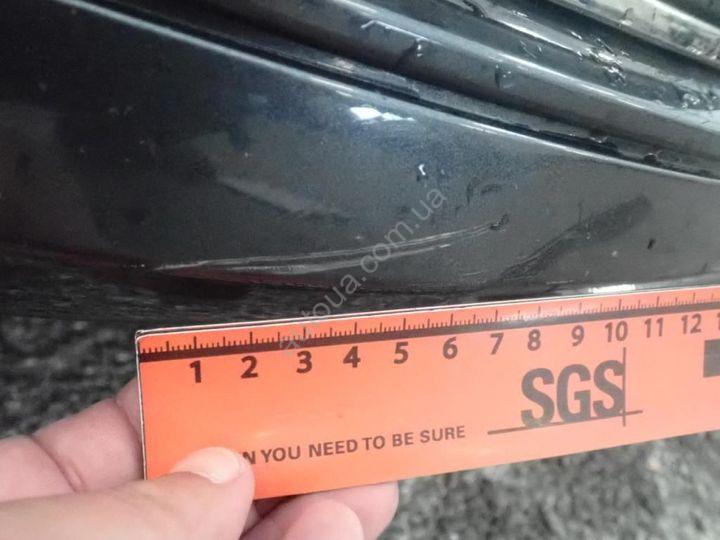 autoua.com.ua
1 2 3 4 5 6 7 8 9 10 11 12
SGS
N YOU NEED TO BE SURE